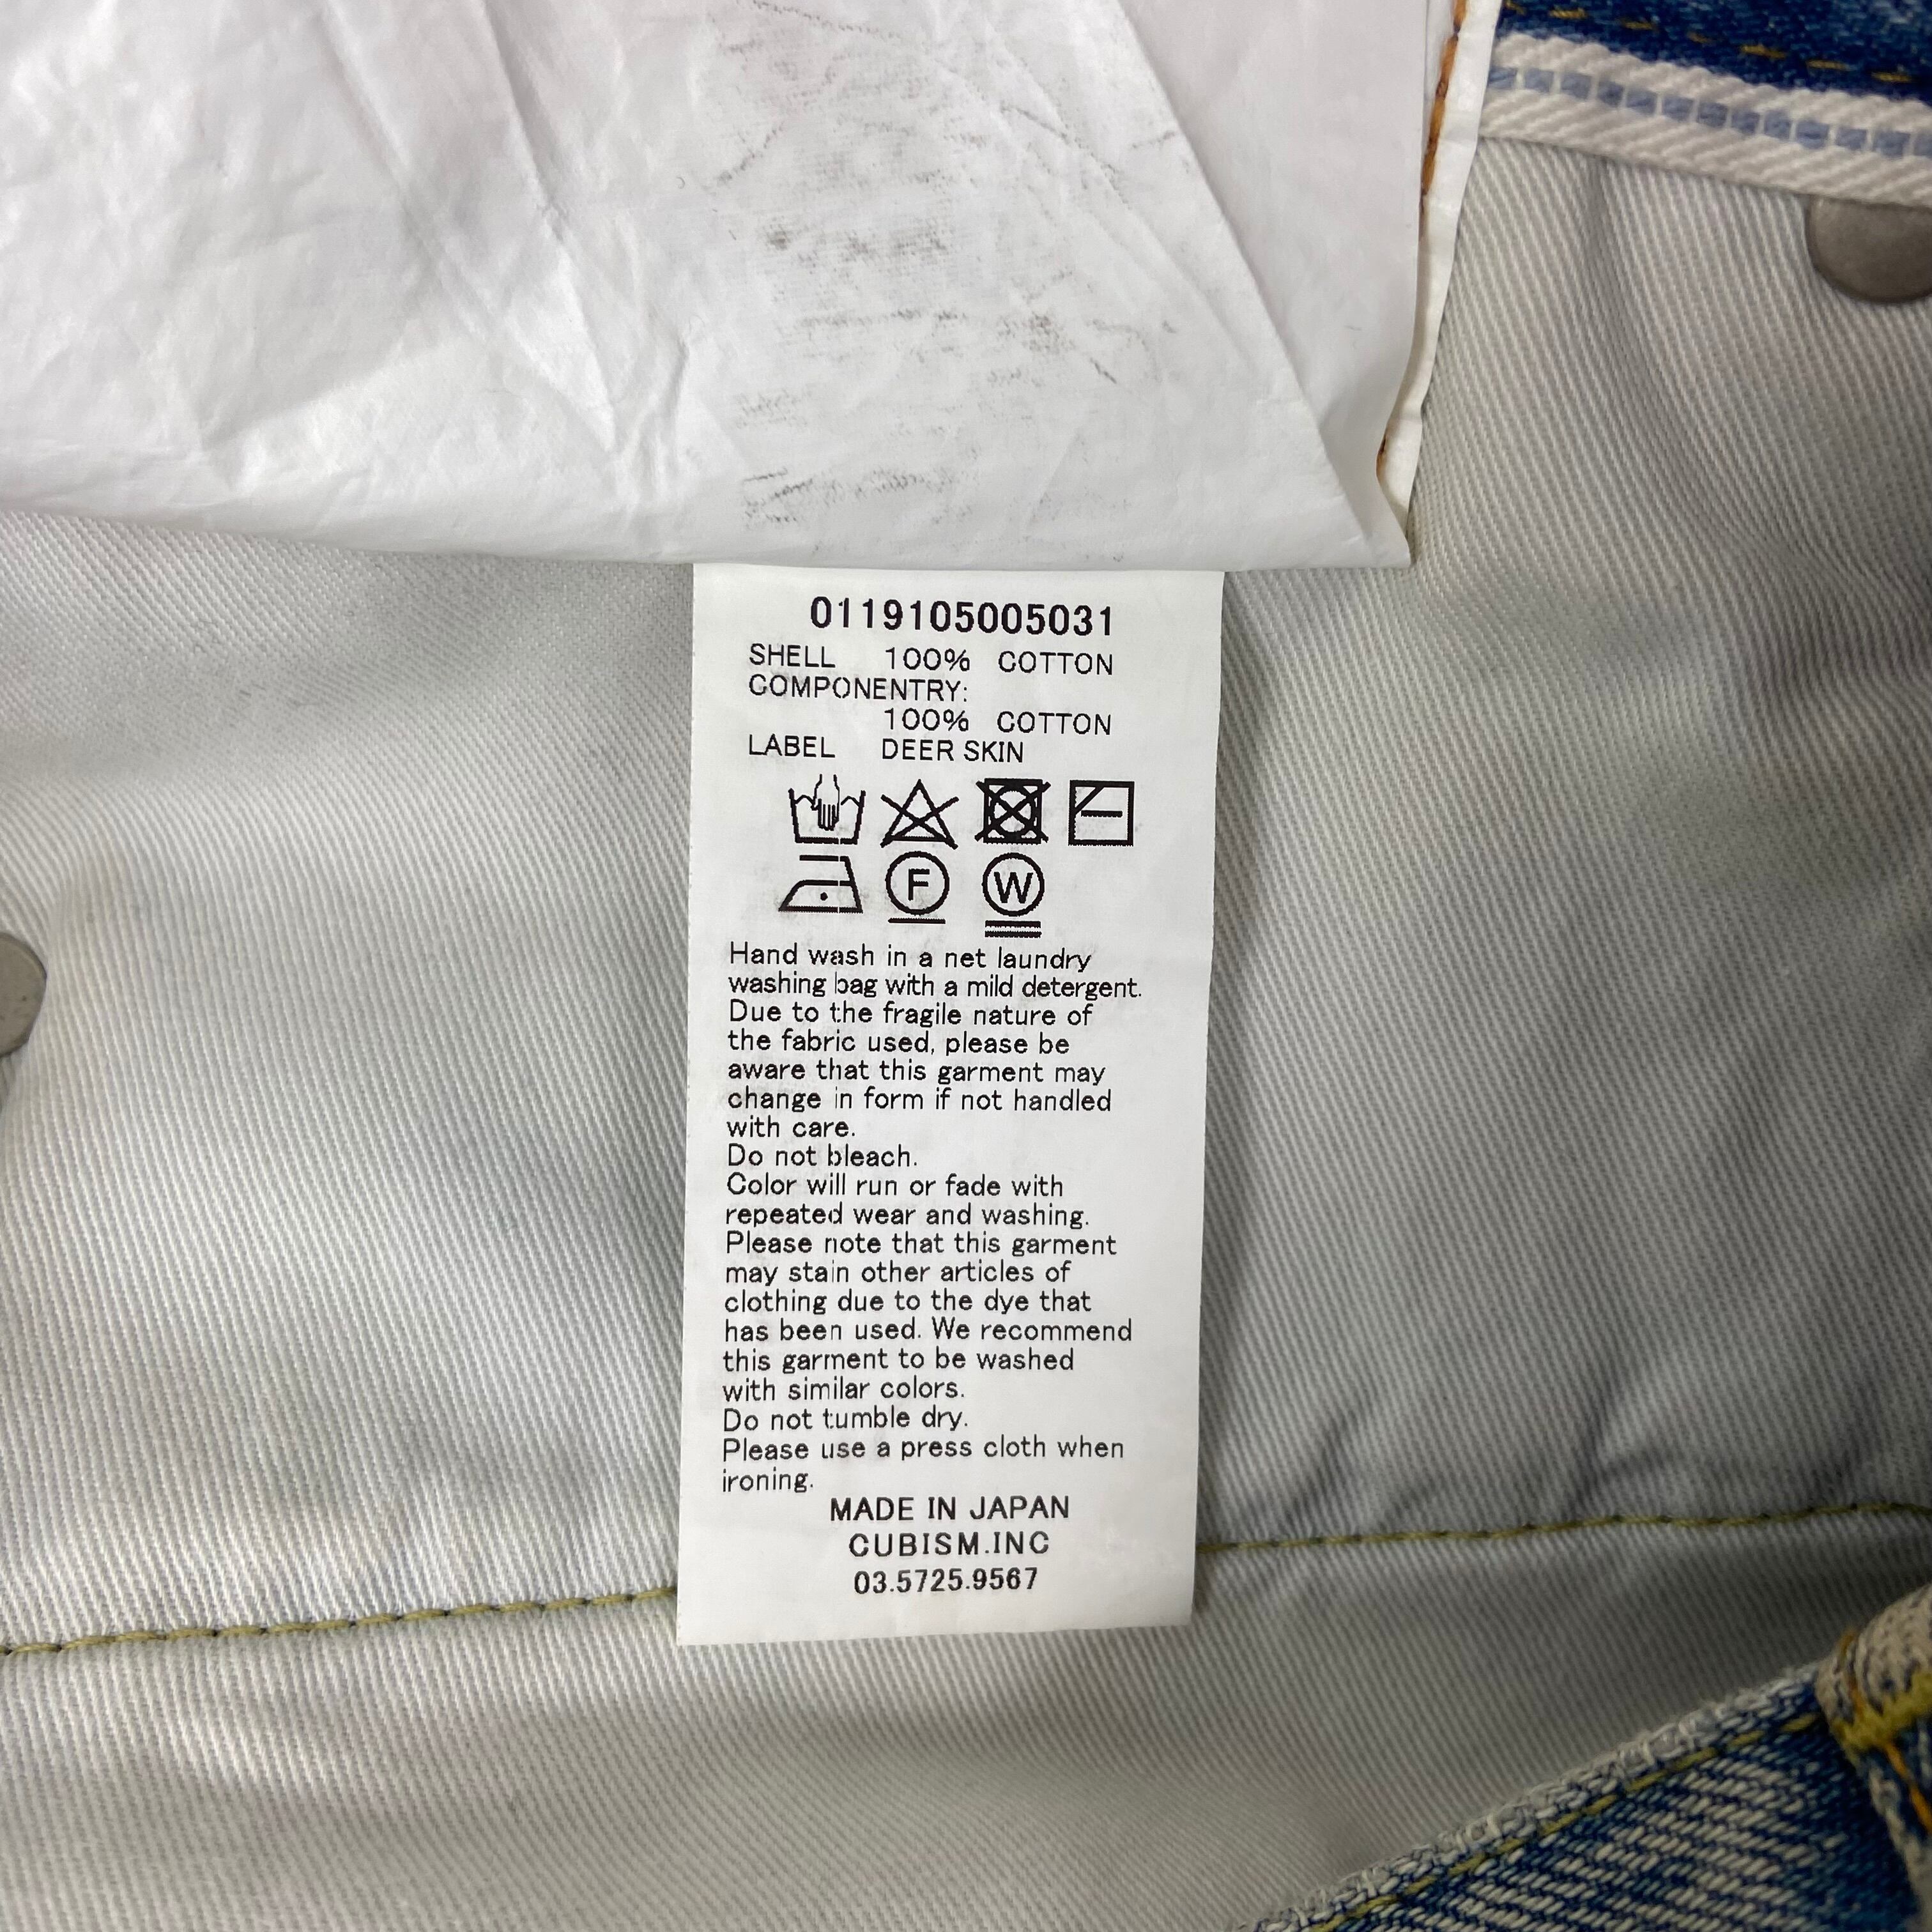 0119105005031
SHELL 100% COTTON
COMPONENTRY:
100% COTTON
LABEL DEER SKIN
F W
Hand wash in a net laundry
washing bag with a mild detergent.
Due to the fragile nature of
the fabric used, please be
aware that this garment may
change in form if not handled
with care.
Do not bleach.
Color will run or fade with
repeated wear and washing.
Please note that this garment
may stain other articles of
clothing due to the dye that
has been used. We recommend
this garment to be washed
with similar colors.
Do not tumble dry.
Please use a press cloth when
ironing.
MADE IN JAPAN
CUBISM.INC
03.5725.9567